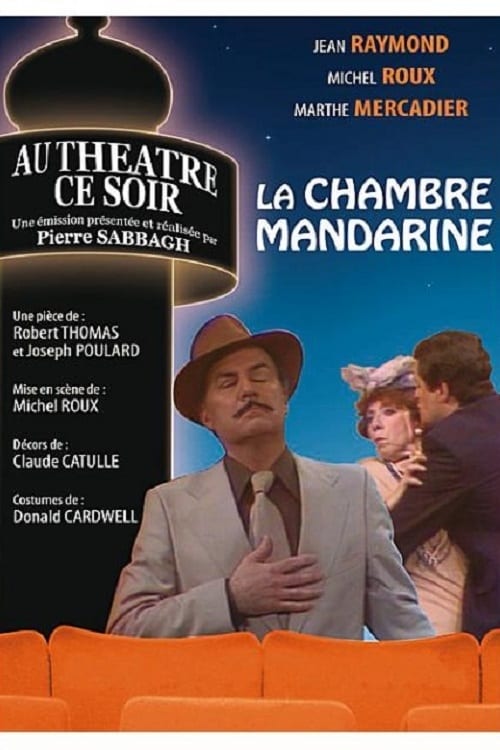 JEAN RAYMOND
MICHEL ROUX
MARTHE MERCADIER
AU THEATRE
CE SOIR
Une émission présentée et réalisée par
Pierre SABBAGH
LA CHAMBRE
MANDARINE
Une pièce de :
Robert THOMAS
et Joseph POULARD
Mise en scène de :
Michel ROUX
Décors de :
Claude CATULLE
Costumes de :
Donald CARDWELL